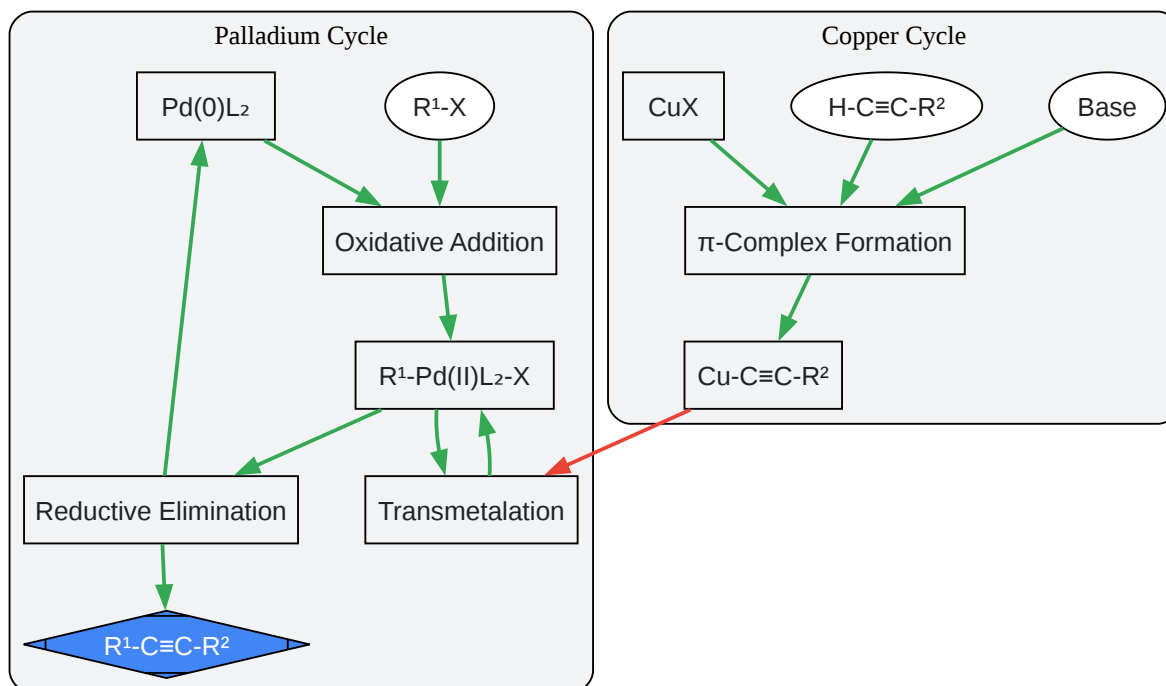 Palladium Cycle
Copper Cycle
Pd(0)L₂
R¹-X
CuX
H-C≡C-R²
Base
Oxidative Addition
π-Complex Formation
R¹-Pd(II)L₂-X
Cu-C≡C-R²
Reductive Elimination
Transmetalation
R¹-C≡C-R²